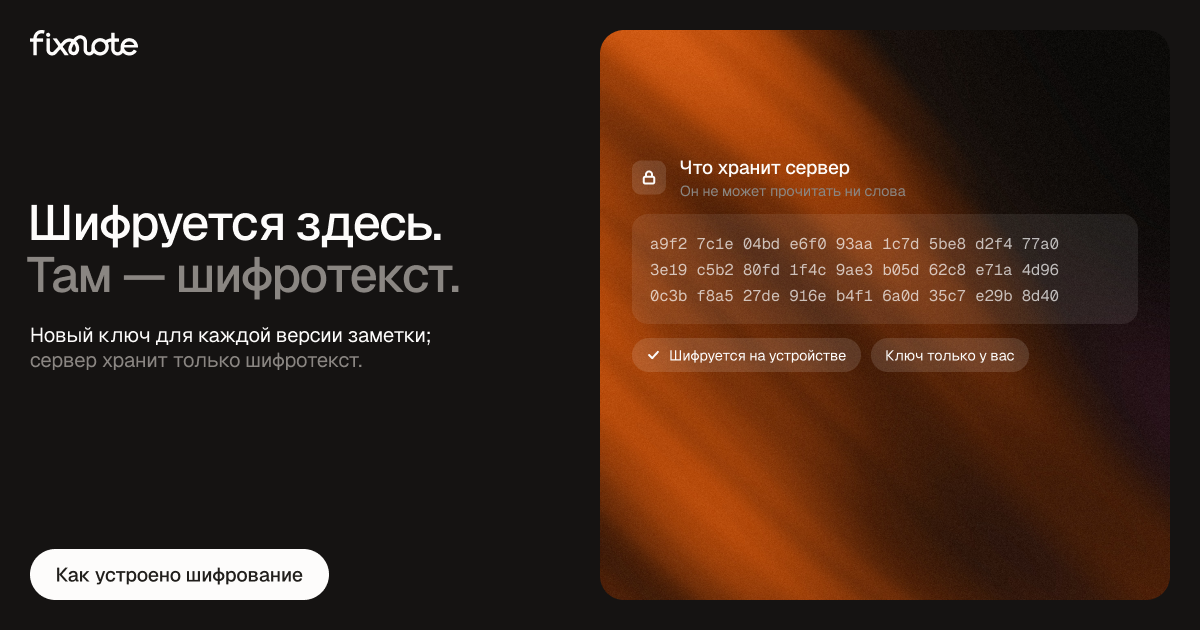 fixnote
Шифруется здесь.
Там — шифротекст.
Новый ключ для каждой версии заметки;
сервер хранит только шифротекст.
Как устроено шифрование
Что хранит сервер
Он не может прочитать ни слова
a9f2 7c1e 04bd e6f0 93aa 1c7d 5be8 d2f4 77a0
3e19 c5b2 80fd 1f4c 9ae3 b05d 62c8 e71a 4d96
0c3b f8a5 27de 916e b4f1 6a0d 35c7 e29b 8d40
Шифруется на устройстве
Ключ только у вас